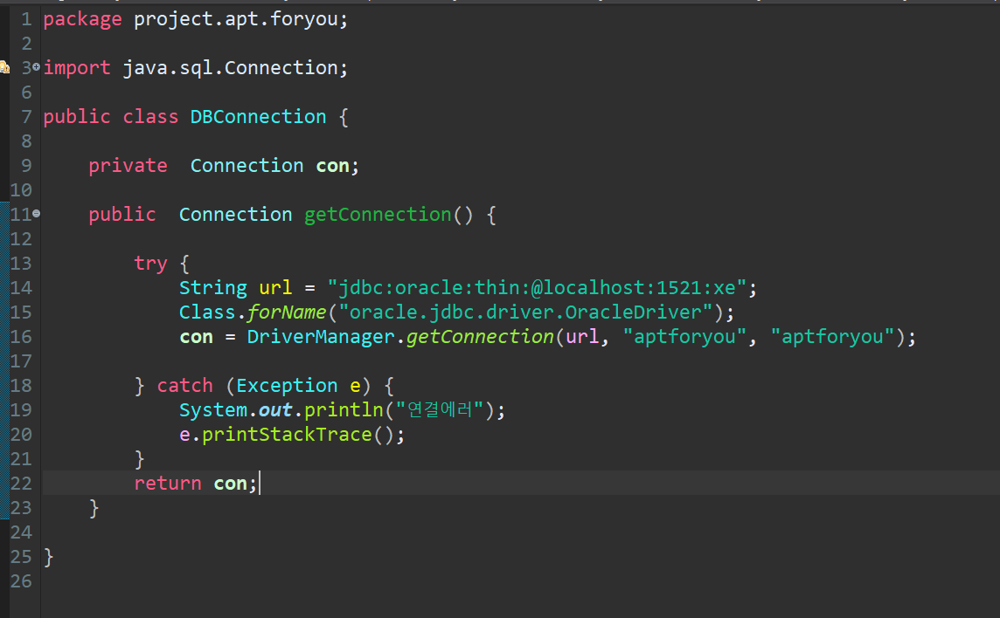 1 package project.apt.foryou;
2
3 import java.sql.Connection;
6
7 public class DBConnection {
8
9     private  Connection con;
10
11     public  Connection getConnection() {
12
13         try {
14             String url = "jdbc:oracle:thin:@localhost:1521:xe";
15             Class.forName("oracle.jdbc.driver.OracleDriver");
16             con = DriverManager.getConnection(url, "aptforyou", "aptforyou");
17
18         } catch (Exception e) {
19             System.out.println("연결에러");
20             e.printStackTrace();
21         }
22         return con;
23     }
24
25 }
26